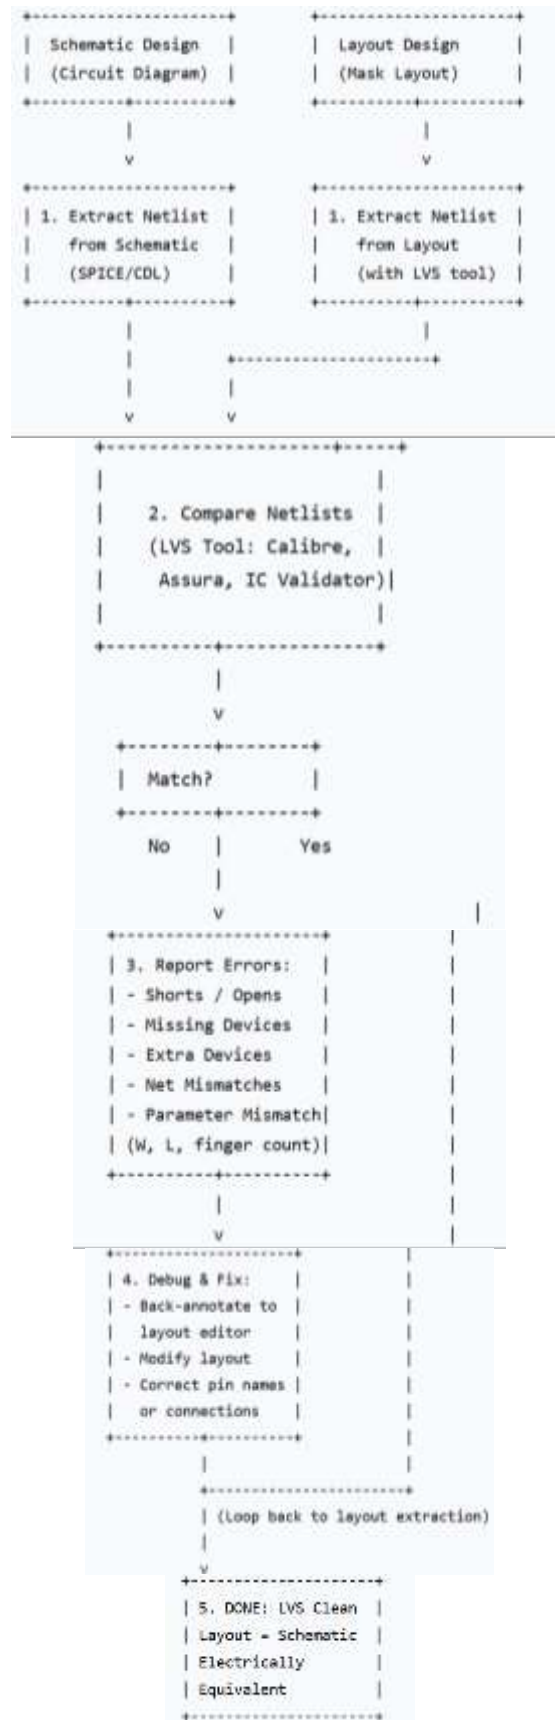 Schematic Design
(Circuit Diagram)
Layout Design
(Mask Layout)
1. Extract Netlist
from Schematic
(SPICE/CDL)
1. Extract Netlist
from Layout
(with LVS tool)
2. Compare Netlists
(LVS Tool: Calibre,
Assura, IC Validator)
Match?
No Yes
3. Report Errors:
- Shorts / Opens
- Missing Devices
- Extra Devices
- Net Mismatches
- Parameter Mismatch
(W, L, finger count)
4. Debug & Fix:
- Back-annotate to
layout editor
- Modify layout
- Correct pin names
or connections
(Loop back to layout extraction)
5. DONE: LVS Clean
Layout = Schematic
Electrically
Equivalent